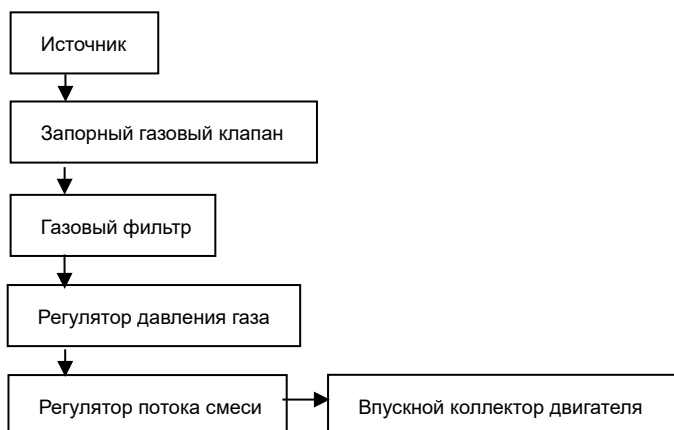 Источник
Запорный газовый клапан
Газовый фильтр
Регулятор давления газа
Регулятор потока смеси
Впускной коллектор двигателя